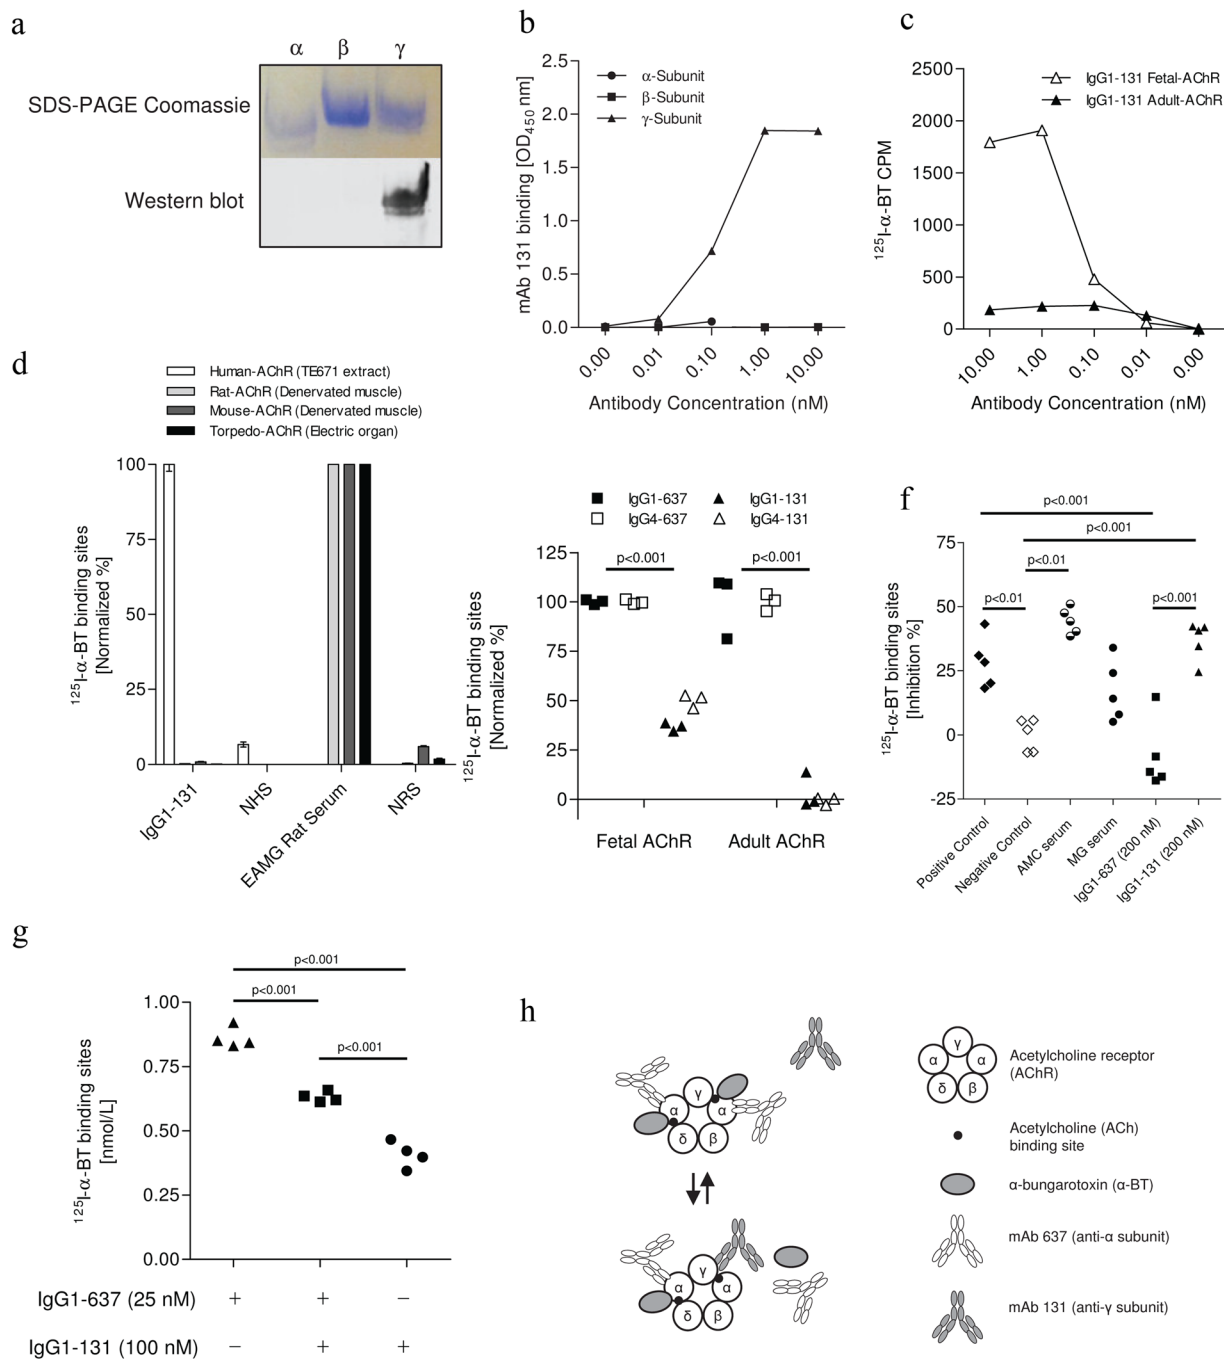 a
α β γ
SDS-PAGE Coomassie
Western blot
b
α-Subunit
β-Subunit
γ-Subunit
mAb 131 binding [OD450 nm]
2.5
2.0
1.5
1.0
0.5
0.0
0.00 0.01 0.10 1.00 10.00
Antibody Concentration (nM)
c
IgG1-131 Fetal-AChR
IgG1-131 Adult-AChR
125I-α-BT CPM
2500
2000
1500
1000
500
0
10.00 1.00 0.10 0.01 0.00
Antibody Concentration (nM)
d
Human-AChR (TE671 extract)
Rat-AChR (Denervated muscle)
Mouse-AChR (Denervated muscle)
Torpedo-AChR (Electric organ)
125I-α-BT binding sites
[Normalized %]
100
75
50
25
0
IgG1-131 NHS EAMG Rat Serum NRS
IgG1-637 IgG1-131
IgG4-637 IgG4-131
125I-α-BT binding sites
[Normalized %]
125
100
75
50
25
0
p<0.001 p<0.001
Fetal AChR Adult AChR
f
p<0.001
p<0.001
p<0.01
p<0.01 p<0.001
125I-α-BT binding sites
[Inhibition %]
75
50
25
0
-25
Positive Control
Negative Control
AMC serum
MG serum
IgG1-637 (200 nM)
IgG1-131 (200 nM)
g
p<0.001
p<0.001
p<0.001
125I-α-BT binding sites
[nmol/L]
1.00
0.75
0.50
0.25
0.00
IgG1-637 (25 nM) + + −
IgG1-131 (100 nM) − + +
h
γ
α α
δ β
γ
α α
δ β
γ
α α
δ β
Acetylcholine receptor
(AChR)
Acetylcholine (ACh)
binding site
α-bungarotoxin (α-BT)
mAb 637 (anti-α subunit)
mAb 131 (anti-γ subunit)